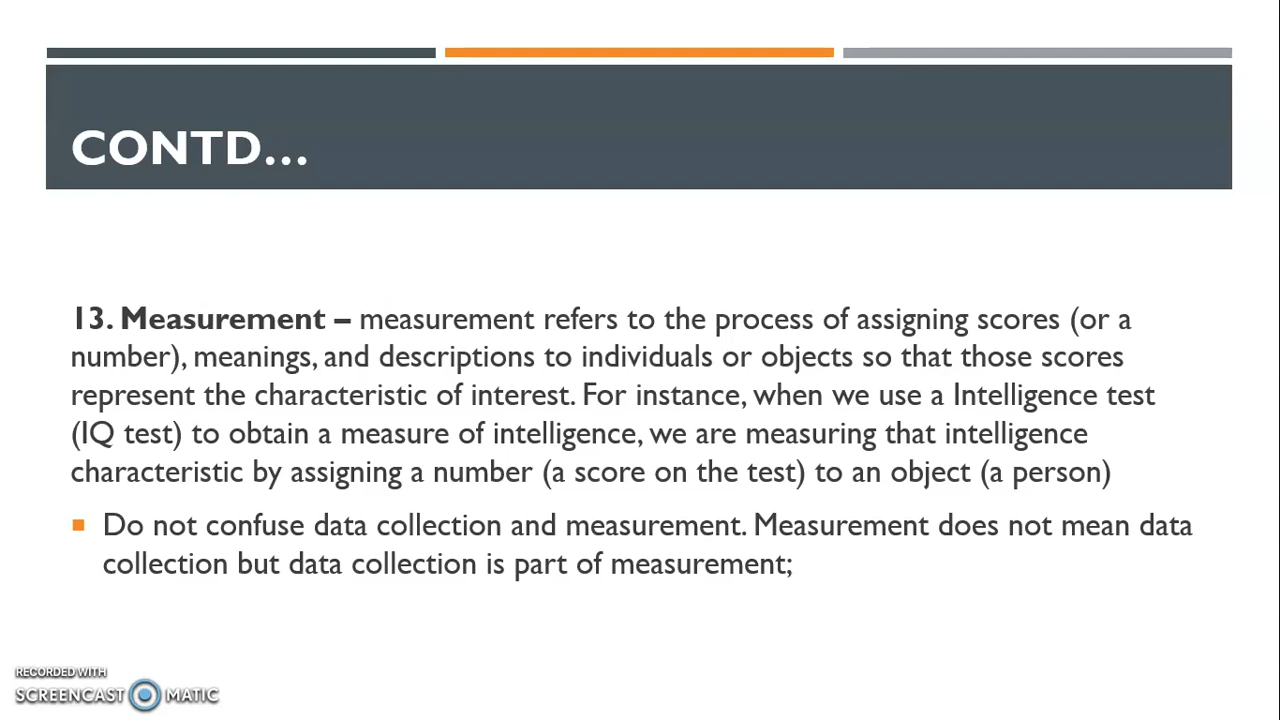 CONTD...
13. Measurement – measurement refers to the process of assigning scores (or a
number), meanings, and descriptions to individuals or objects so that those scores
represent the characteristic of interest. For instance, when we use a Intelligence test
(IQ test) to obtain a measure of intelligence, we are measuring that intelligence
characteristic by assigning a number (a score on the test) to an object (a person)
Do not confuse data collection and measurement. Measurement does not mean data
collection but data collection is part of measurement;
RECORDED WITH
SCREENCAST MATIC